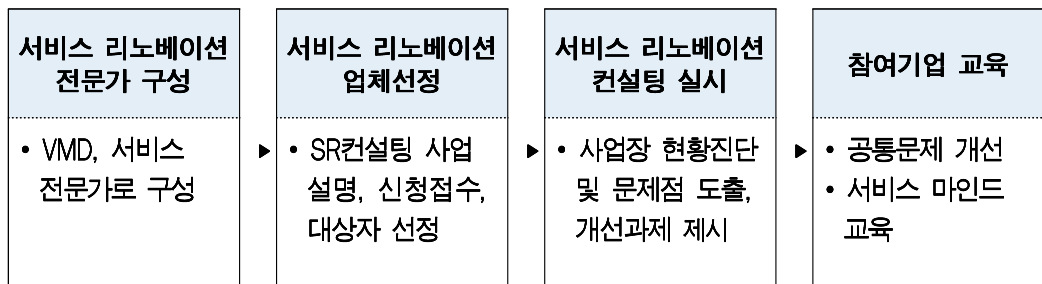 서비스 리노베이션
전문가 구성
• VMD, 서비스
전문가로 구성
▶
서비스 리노베이션
업체선정
• SR컨설팅 사업
설명, 신청접수,
대상자 선정
▶
서비스 리노베이션
컨설팅 실시
• 사업장 현황진단
및 문제점 도출,
개선과제 제시
▶
참여기업 교육
• 공통문제 개선
• 서비스 마인드
교육